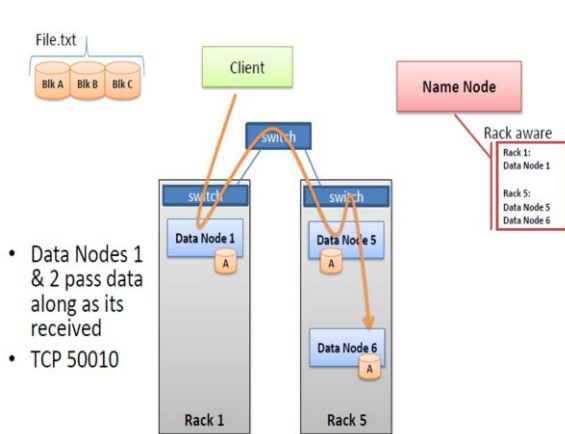 File.txt
Blk A
Blk B
Blk C
Client
Name Node
switch
Rack aware
Rack 1:
Data Node 1
Rack 5:
Data Node 5
Data Node 6
switch
switch
Data Node 1
A
Data Node 5
A
Data Node 6
A
• Data Nodes 1
& 2 pass data
along as its
received
• TCP 50010
Rack 1
Rack 5